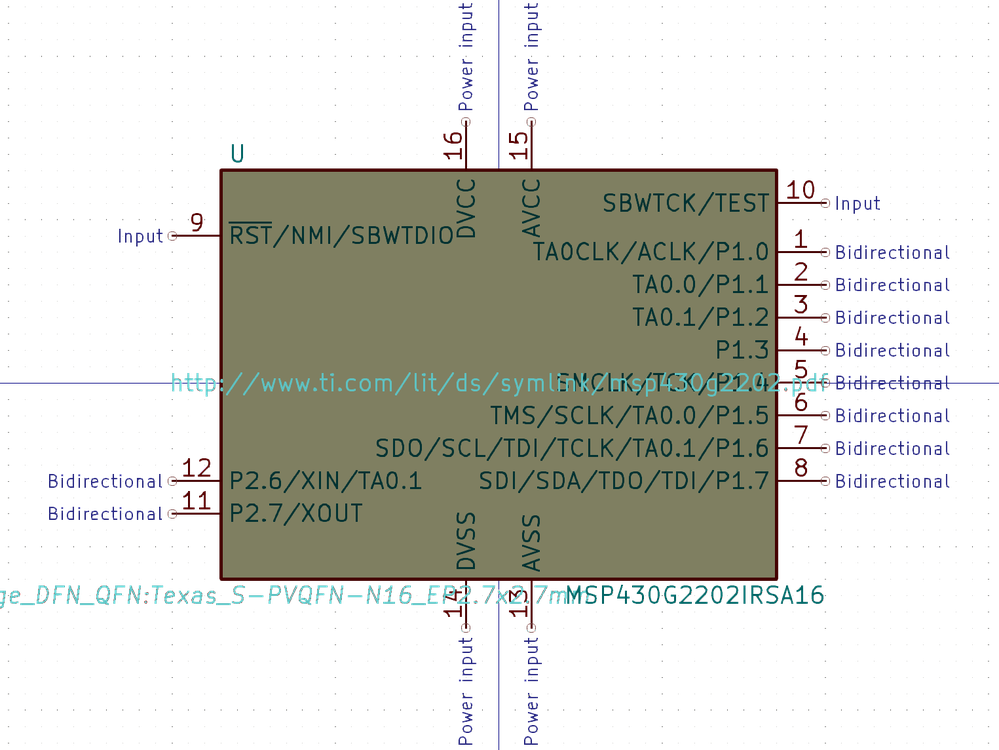 Power input
Power input
16
15
U
DVCC
AVCC
SBWTCK/TEST
10
Input
Input
9
RST/NMI/SBWTDIO
TA0CLK/ACLK/P1.0
1
Bidirectional
TA0.0/P1.1
2
Bidirectional
TA0.1/P1.2
3
Bidirectional
P1.3
4
Bidirectional
http://www.ti.com/lit/ds/symlink/msp430g2202.pdf
SMCLK/TCK/P1.4
5
Bidirectional
TMS/SCLK/TA0.0/P1.5
6
Bidirectional
SDO/SCL/TDI/TCLK/TA0.1/P1.6
7
Bidirectional
Bidirectional
12
P2.6/XIN/TA0.1
SDI/SDA/TDO/TDI/P1.7
8
Bidirectional
Bidirectional
11
P2.7/XOUT
DVSS
AVSS
ge_DFN_QFN:Texas_S-PVQFN-N16_EP2.7x2.7mm
MSP430G2202IRSA16
14
13
Power input
Power input